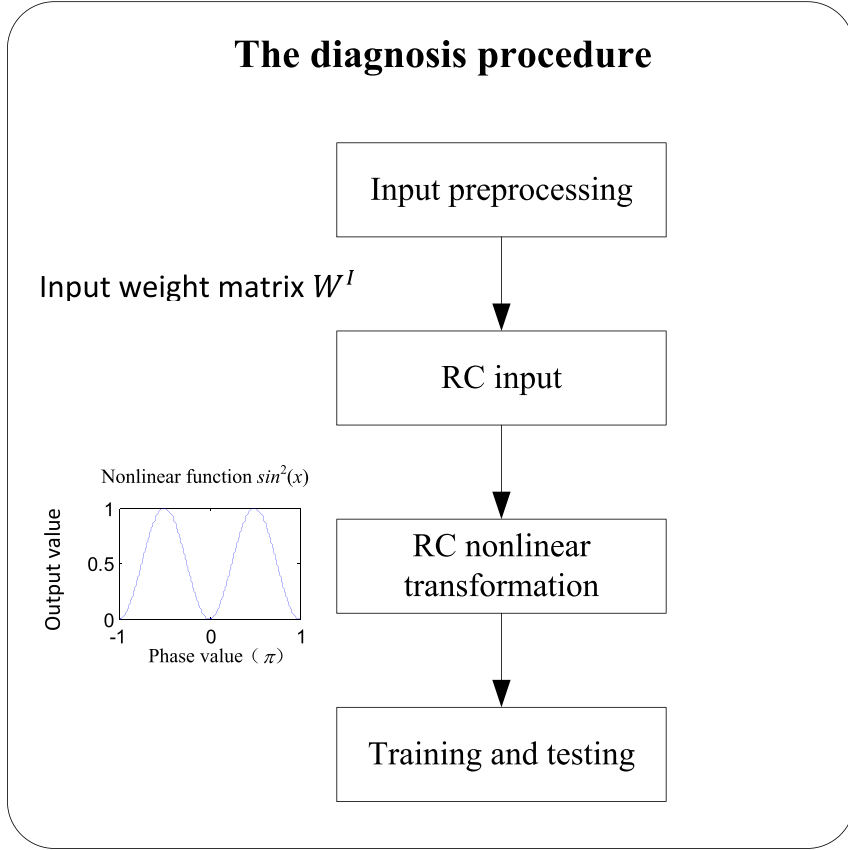 The diagnosis procedure
Input preprocessing
Input weight matrix W^I
RC input
Nonlinear function sin²(x)
Output value
1
0.5
0
-1
0
1
Phase value（π）
RC nonlinear
transformation
Training and testing